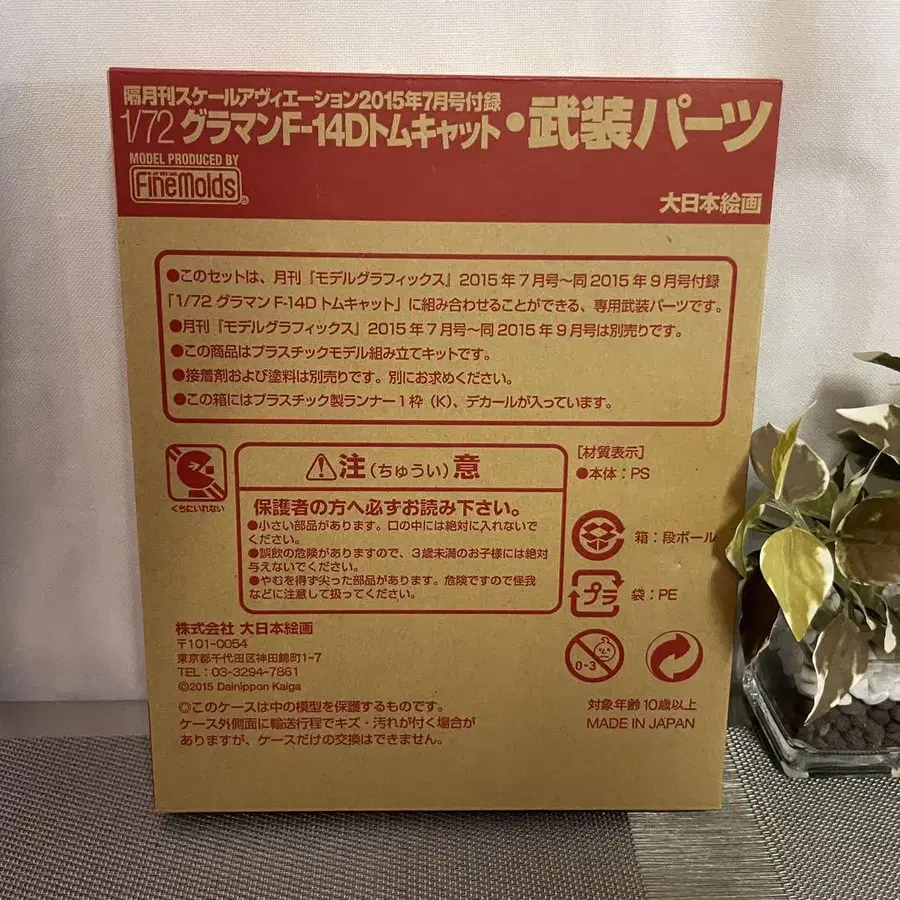 隔月刊スケールアヴィエーション2015年7月号付録
1/72 グラマンF-14Dトムキャット・武装パーツ
MODEL PRODUCED BY
FineMolds®
大日本絵画
●このセットは、月刊『モデルグラフィックス』2015年7月号〜同2015年9月号付録
「1/72 グラマン F-14D トムキャット」に組み合わせることができる、専用武装パーツです。
●月刊『モデルグラフィックス』2015年7月号〜同2015年9月号は別売りです。
●この商品はプラスチックモデル組み立てキットです。
●接着剤および塗料は別売りです。別にお求めください。
●この箱にはプラスチック製ランナー1枠（K）、デカールが入っています。
くちにいれない
注（ちゅうい）意
保護者の方へ必ずお読み下さい。
●小さい部品があります。口の中には絶対に入れないで
ください。
●誤飲の危険がありますので、3歳未満のお子様には絶対
与えないでください。
●やむを得ず尖った部品があります。危険ですので怪我
などに注意して扱ってください。
［材質表示］
●本体：PS
箱：段ボール
プラ 袋：PE
0-3
対象年齢10歳以上
MADE IN JAPAN
株式会社 大日本絵画
〒101-0054
東京都千代田区神田錦町1-7
TEL：03-3294-7861
©2015 Dainippon Kaiga
◎このケースは中の模型を保護するものです。
ケース外側面に輸送行程でキズ・汚れが付く場合が
ありますが、ケースだけの交換はできません。